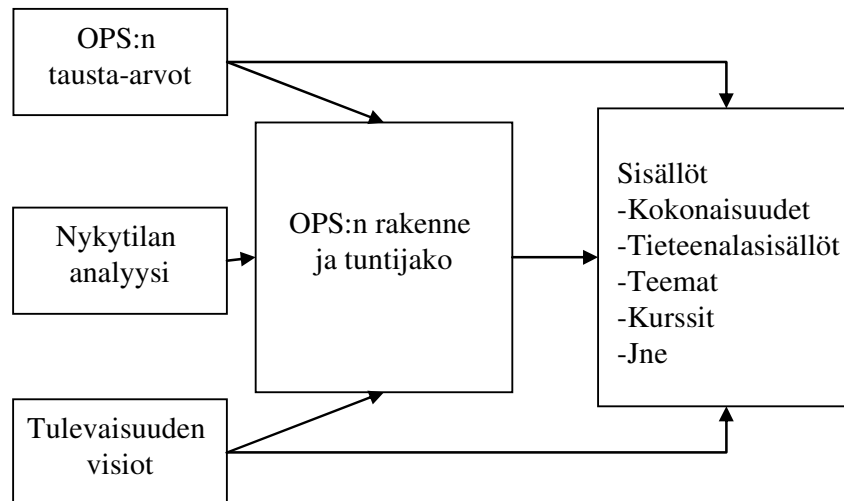 OPS:n
tausta-arvot
Nykytilan
analyysi
Tulevaisuuden
visiot
OPS:n rakenne
ja tuntijako
Sisällöt
-Kokonaisuudet
-Tieteenalasisällöt
-Teemat
-Kurssit
-Jne